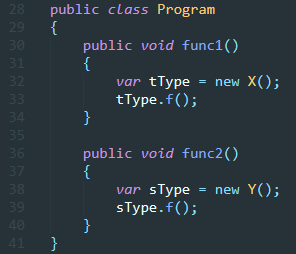 28 public class Program
29 {
30     public void func1()
31     {
32         var tType = new X();
33         tType.f();
34     }
35
36     public void func2()
37     {
38         var sType = new Y();
39         sType.f();
40     }
41 }